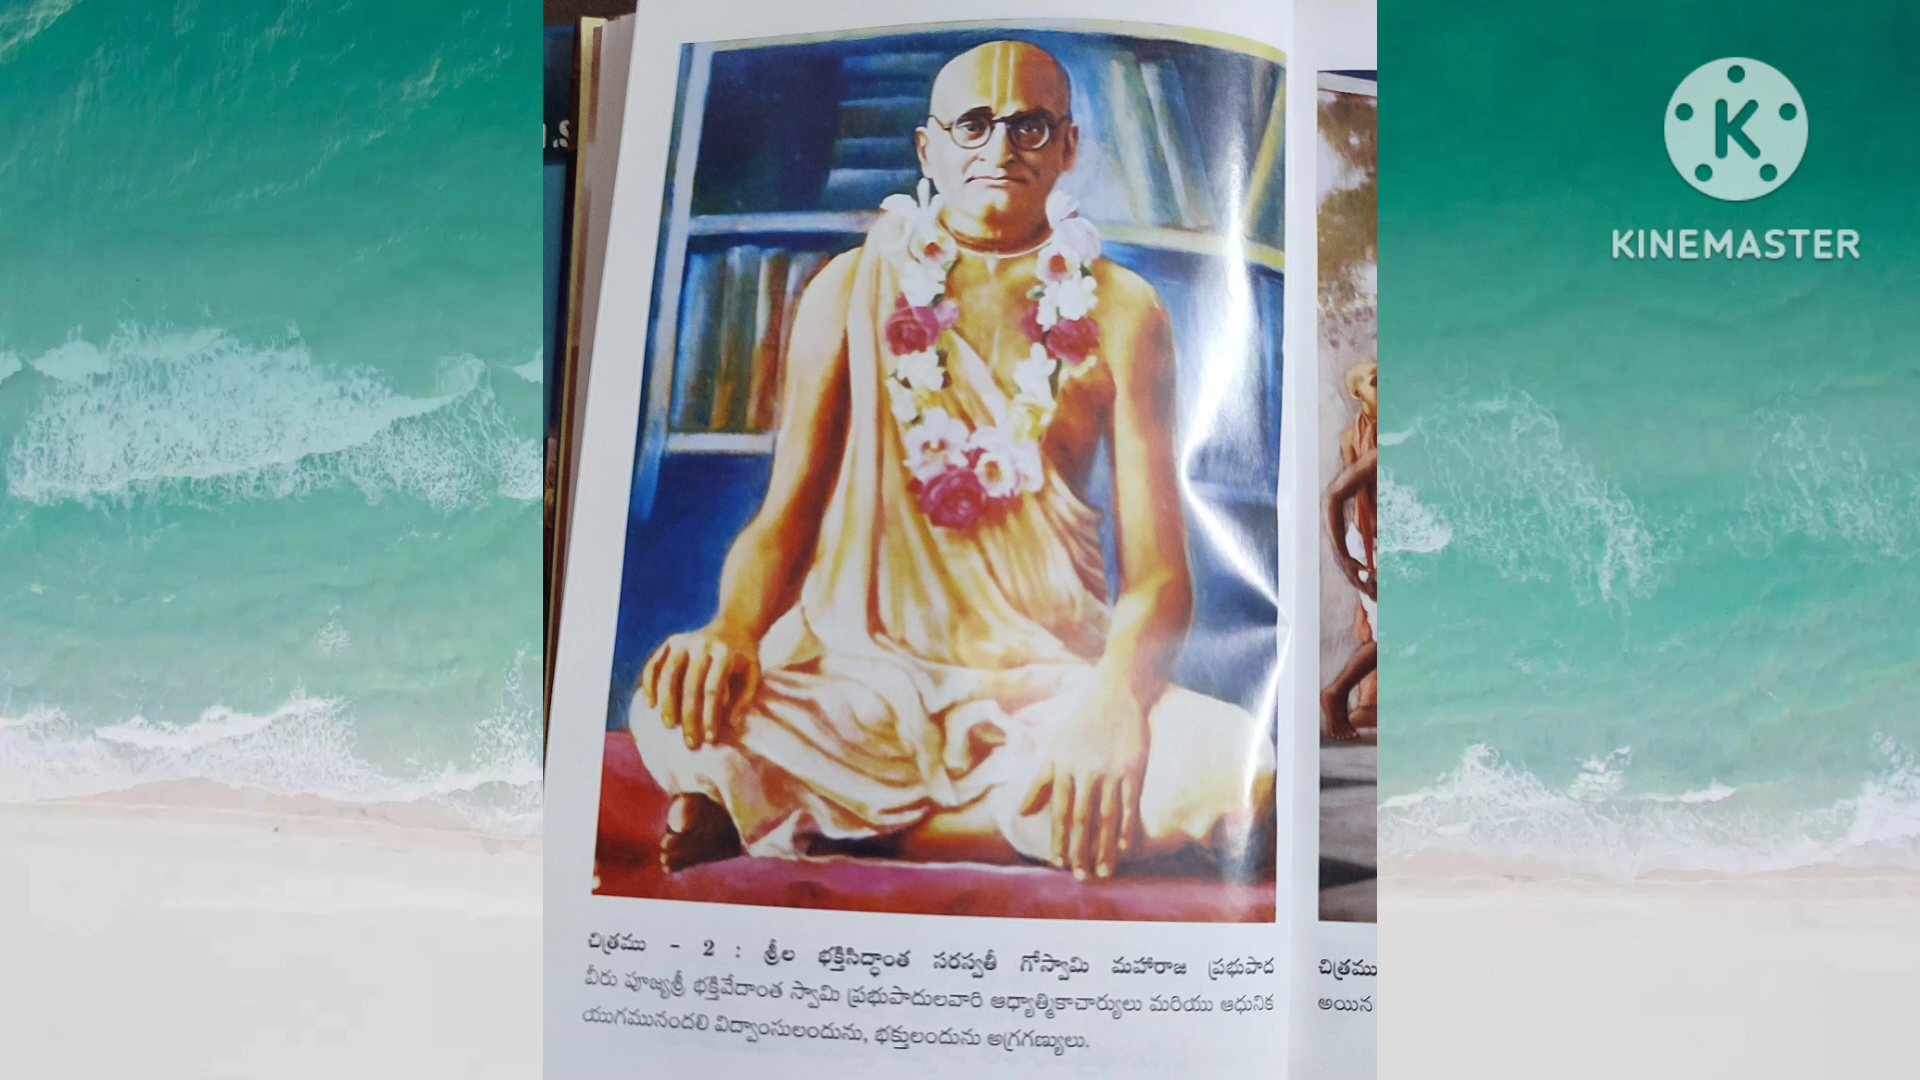 KINEMASTER
చిత్రము - 2 : శ్రీల భక్తిసిద్ధాంత సరస్వతీ గోస్వామి మహారాజ ప్రభుపాద
వీరు పూజ్యశ్రీ భక్తివేదాంత స్వామి ప్రభుపాదులవారి ఆధ్యాత్మికాచార్యులు మరియు ఆధునిక
యుగమునందలి విద్వాంసులందును, భక్తులందును అగ్రగణ్యులు.
చిత్రము
అయిన